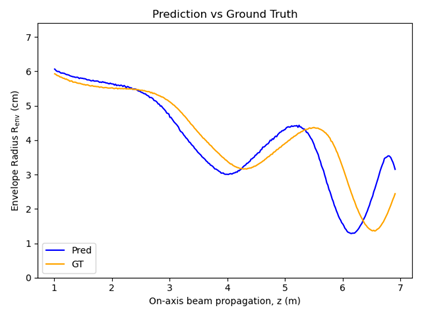 Prediction vs Ground Truth
Envelope Radius Renv (cm)
7
6
5
4
3
2
1
0
Pred
GT
1 2 3 4 5 6 7
On-axis beam propagation, z (m)